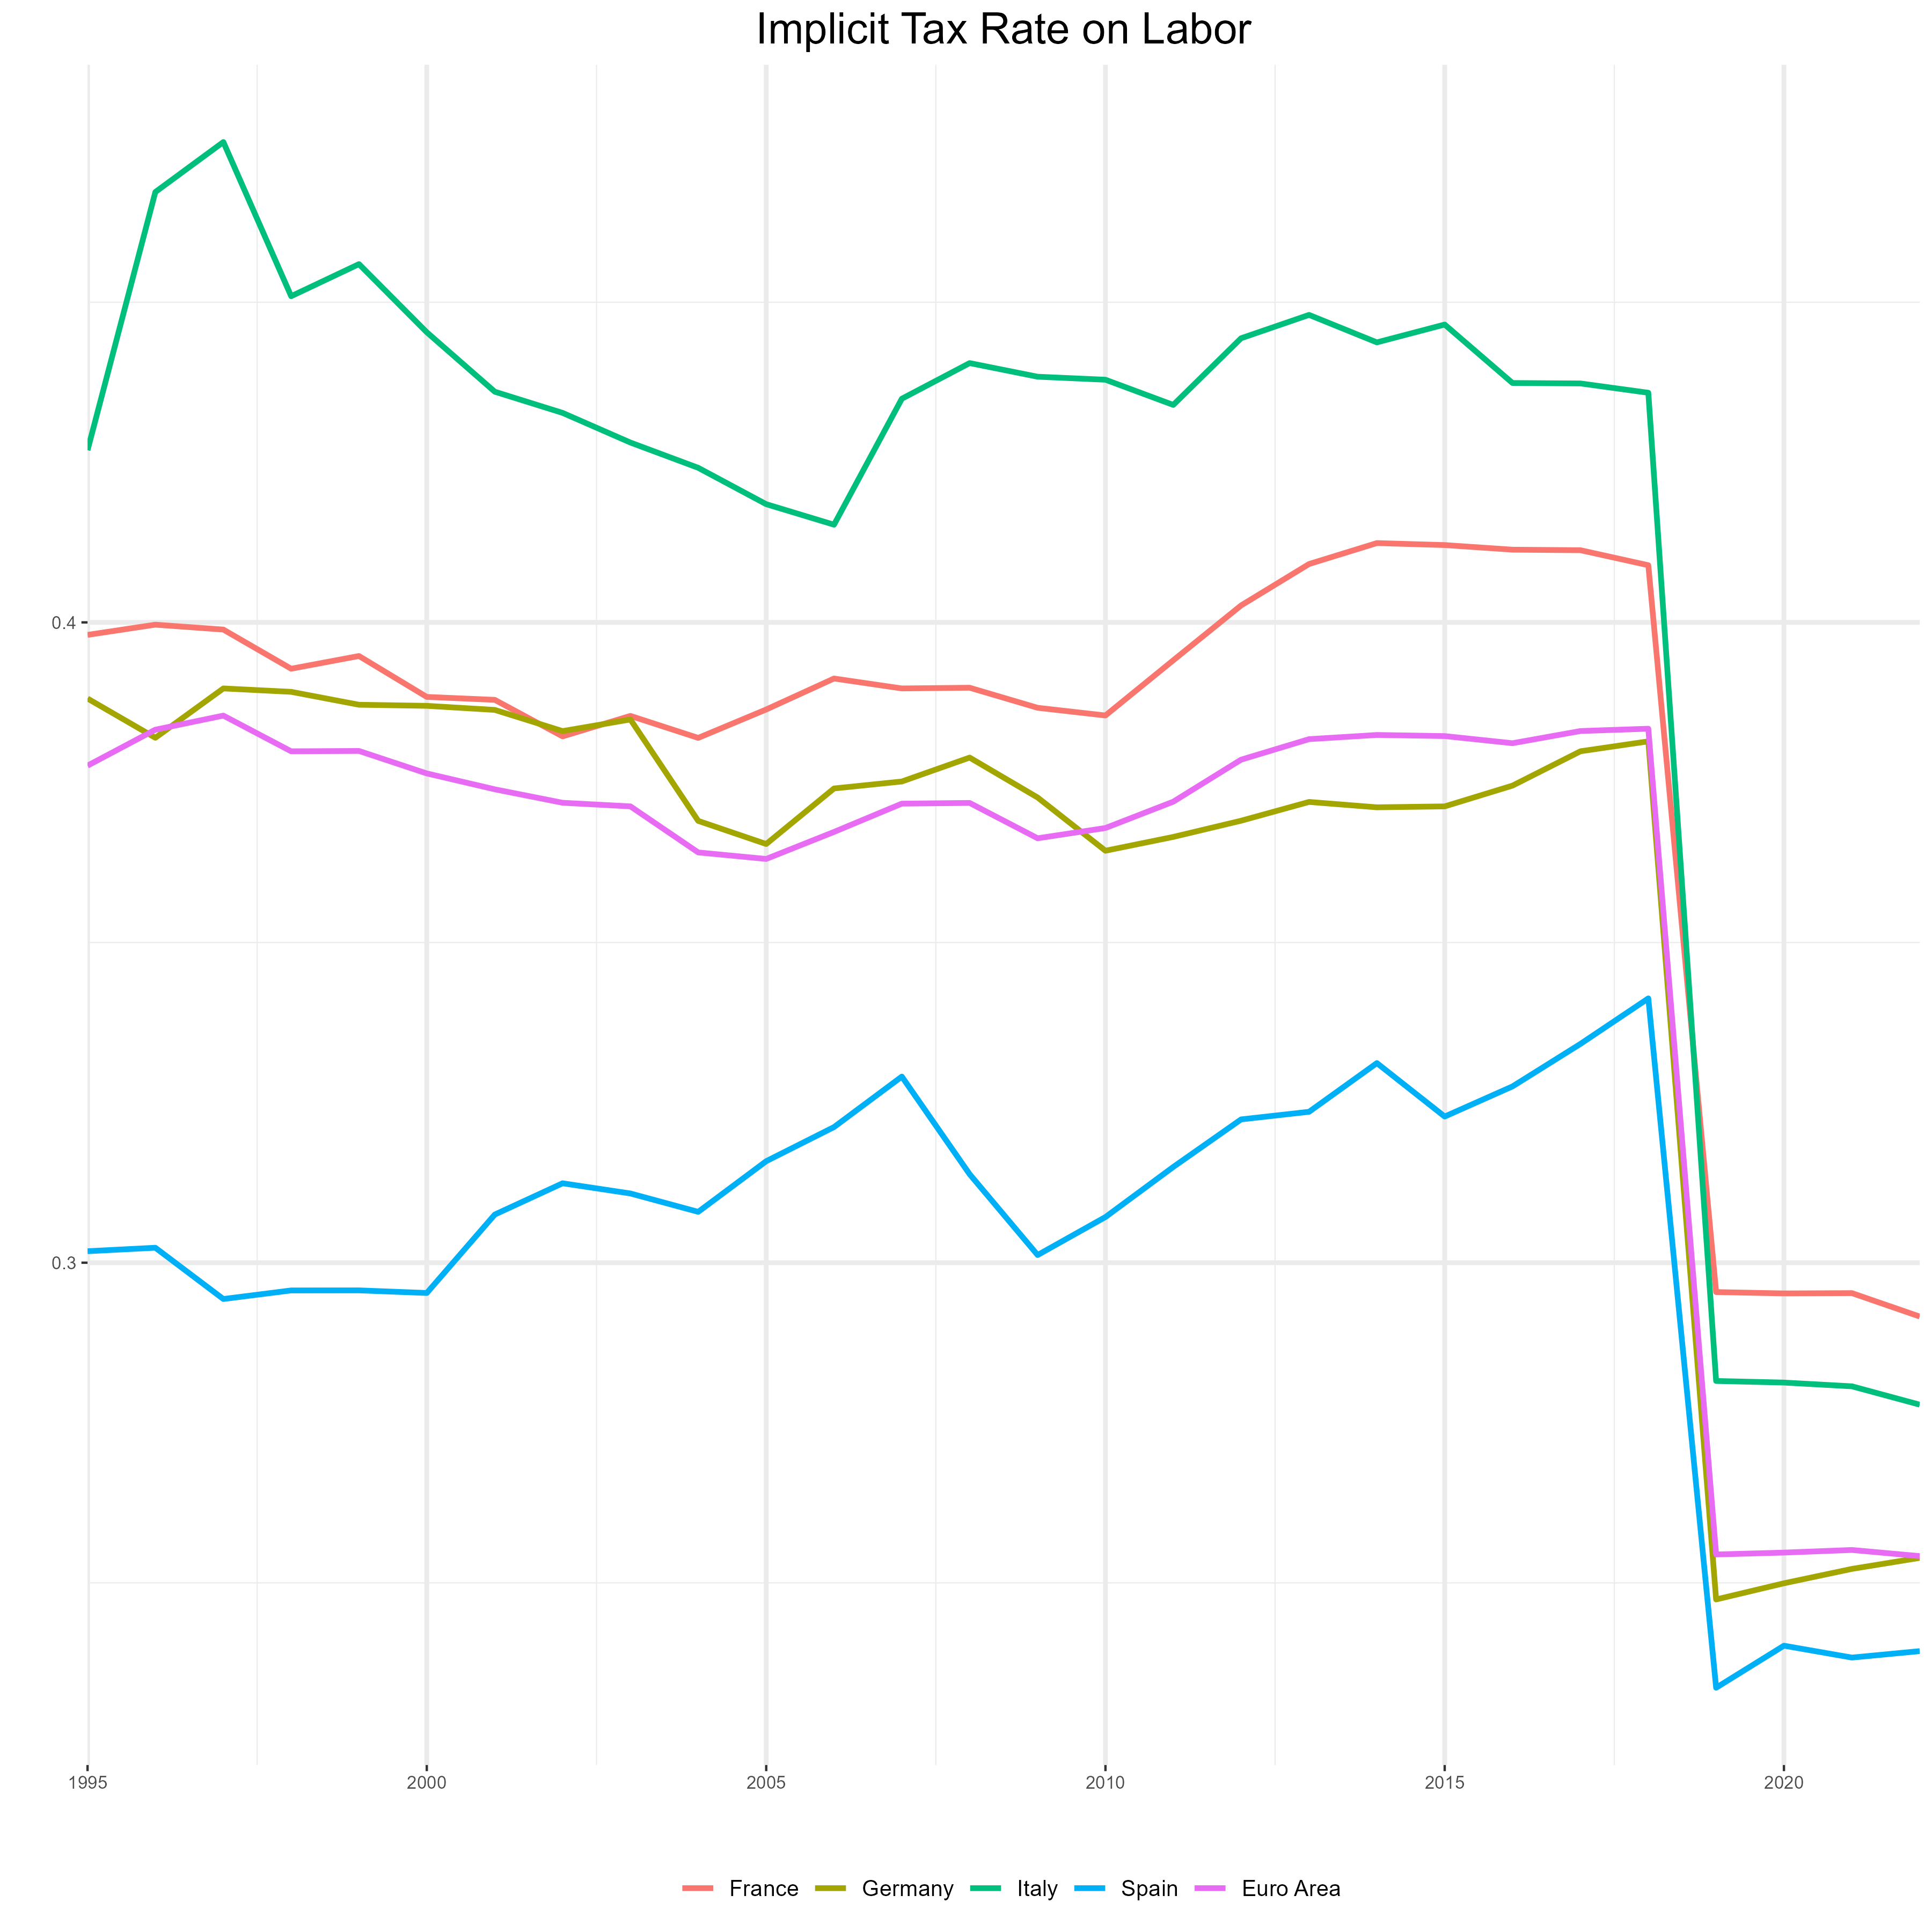 Implicit Tax Rate on Labor
0.4
0.3
1995 2000 2005 2010 2015 2020
France Germany Italy Spain Euro Area